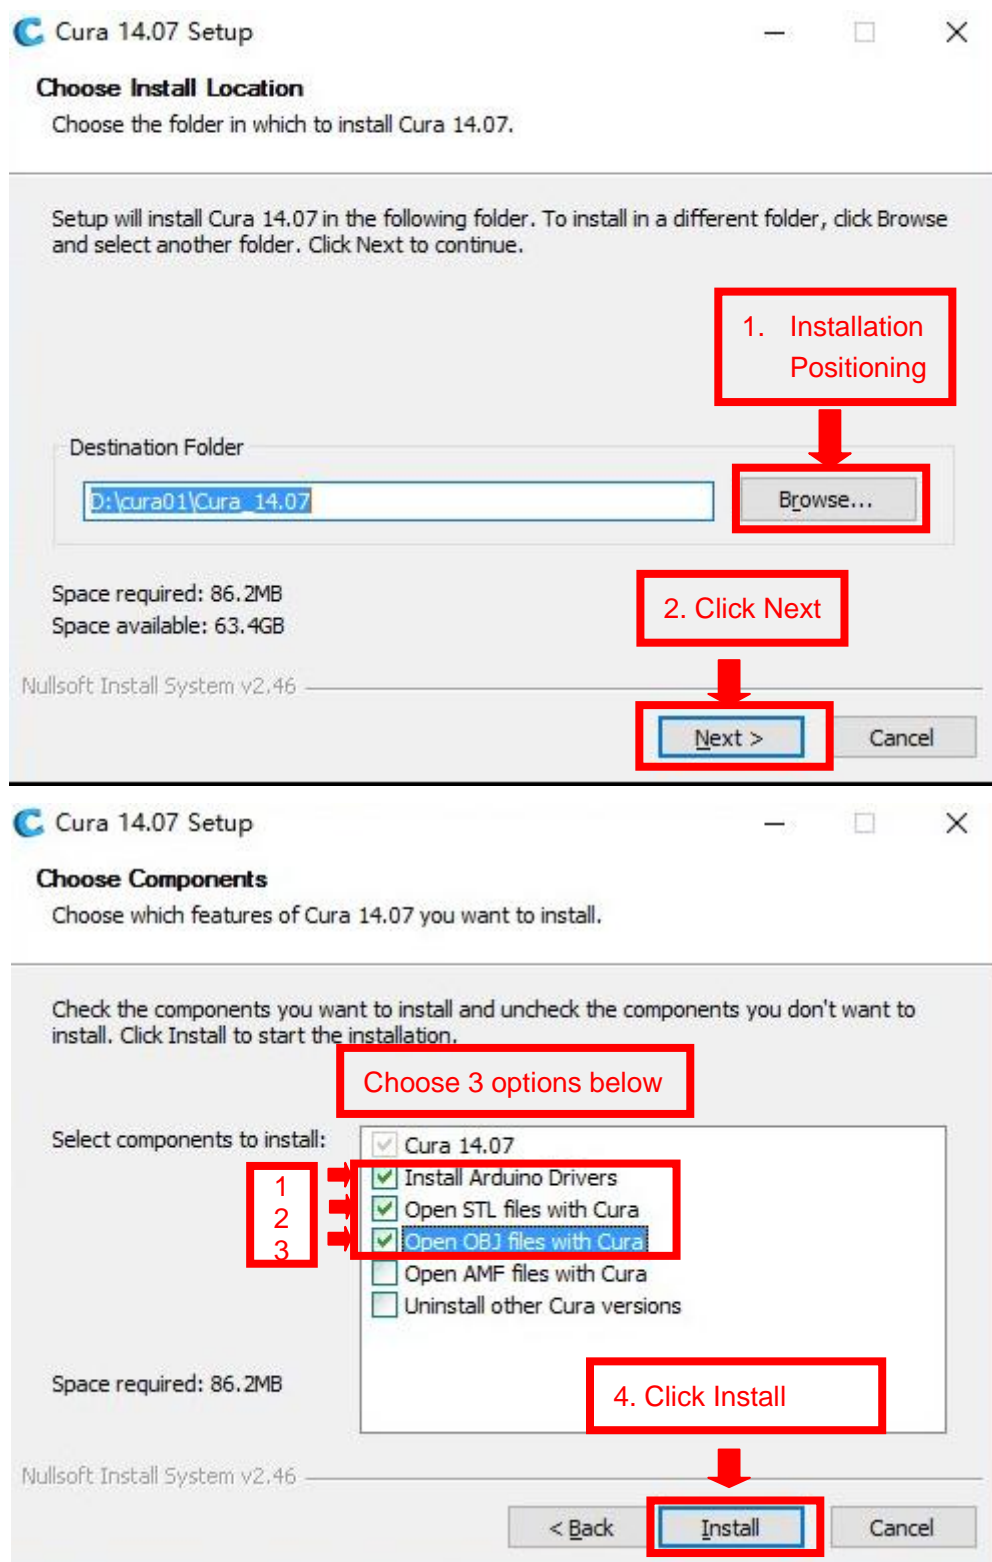 Cura 14.07 Setup
Choose Install Location
Choose the folder in which to install Cura 14.07.
Setup will install Cura 14.07 in the following folder. To install in a different folder, click Browse
and select another folder. Click Next to continue.
1. Installation
Positioning
Destination Folder
D:\cura01\Cura_14.07
Browse...
Space required: 86.2MB
Space available: 63.4GB
2. Click Next
Nullsoft Install System v2.46
Next >
Cancel
Cura 14.07 Setup
Choose Components
Choose which features of Cura 14.07 you want to install.
Check the components you want to install and uncheck the components you don't want to
install. Click Install to start the installation.
Choose 3 options below
Select components to install:
Cura 14.07
1
Install Arduino Drivers
2
Open STL files with Cura
3
Open OBJ files with Cura
Open AMF files with Cura
Uninstall other Cura versions
Space required: 86.2MB
4. Click Install
Nullsoft Install System v2.46
< Back
Install
Cancel